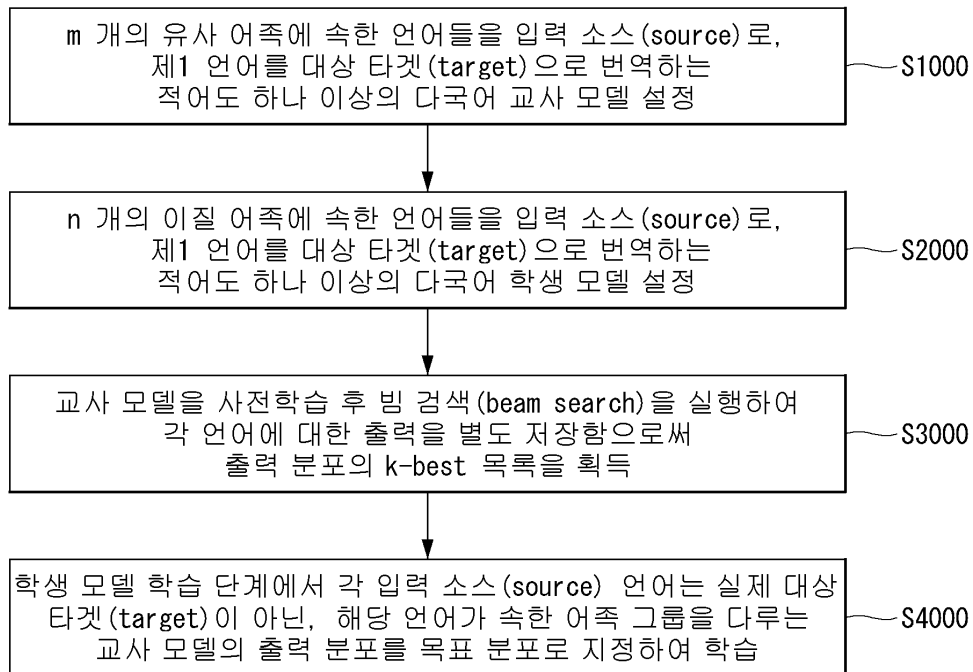 m 개의 유사 어족에 속한 언어들을 입력 소스(source)로,
제1 언어를 대상 타겟(target)으로 번역하는
적어도 하나 이상의 다국어 교사 모델 설정
S1000
n 개의 이질 어족에 속한 언어들을 입력 소스(source)로,
제1 언어를 대상 타겟(target)으로 번역하는
적어도 하나 이상의 다국어 학생 모델 설정
S2000
교사 모델을 사전학습 후 빔 검색(beam search)을 실행하여
각 언어에 대한 출력을 별도 저장함으로써
출력 분포의 k-best 목록을 획득
S3000
학생 모델 학습 단계에서 각 입력 소스(source) 언어는 실제 대상
타겟(target)이 아닌, 해당 언어가 속한 어족 그룹을 다루는
교사 모델의 출력 분포를 목표 분포로 지정하여 학습
S4000